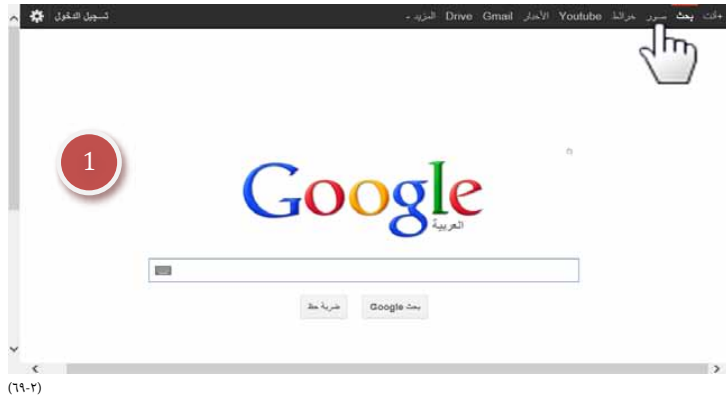 +أنت بحث صور خرائط Youtube الأخبار Gmail Drive المزيد
تسجيل الدخول
1
Google
العربية
بحث Google ضربة حظ
(٢-٦٩)